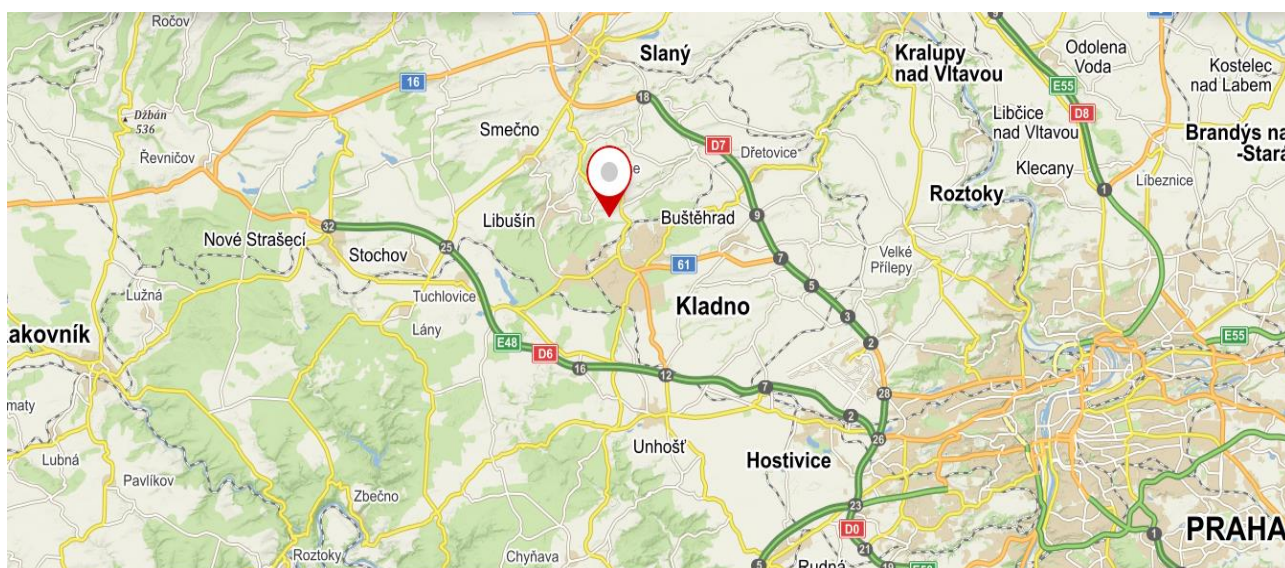 Ročov
Slaný
Kralupy
nad Vltavou
Odolena
Voda
Kostelec
nad Labem
16
E55
D8
18
Džbán
536
Smečno
D7
Dřetovice
Libčice
nad Vltavou
Brandýs na
-Stará
Řevničov
Klecany
Líbeznice
Roztoky
1
32
Nové Strašecí
Stochov
25
Libušín
Buštěhrad
9
7
61
Velké
Přílepy
5
Lužná
Tuchlovice
Lány
Kladno
3
2
akovník
E48
D6
16
12
7
28
2
26
E55
maty
Lubná
Pavlíkov
Zbečno
Unhošť
Hostivice
23
D0
21
19
Roztoky
Chyňava
5
Rudná
1
PRAHA